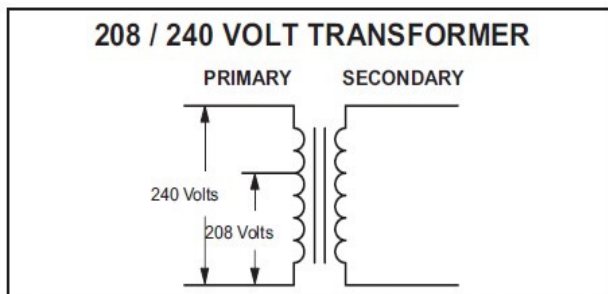 208 / 240 VOLT TRANSFORMER
PRIMARY SECONDARY
240 Volts
208 Volts